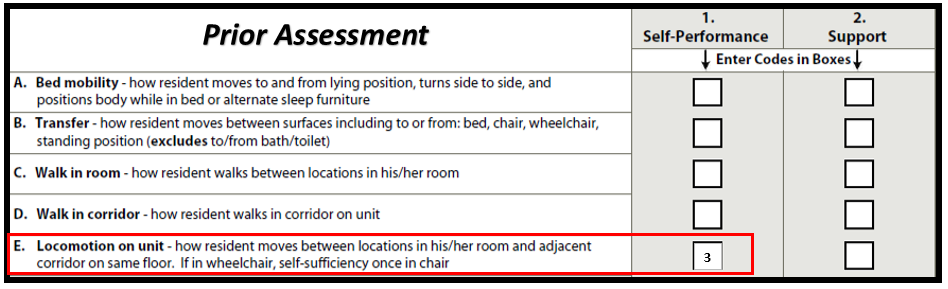 Prior Assessment
1.
Self-Performance
2.
Support
Enter Codes in Boxes
A. Bed mobility - how resident moves to and from lying position, turns side to side, and
positions body while in bed or alternate sleep furniture
B. Transfer - how resident moves between surfaces including to or from: bed, chair, wheelchair,
standing position (excludes to/from bath/toilet)
C. Walk in room - how resident walks between locations in his/her room
D. Walk in corridor - how resident walks in corridor on unit
E. Locomotion on unit - how resident moves between locations in his/her room and adjacent
corridor on same floor. If in wheelchair, self-sufficiency once in chair
3